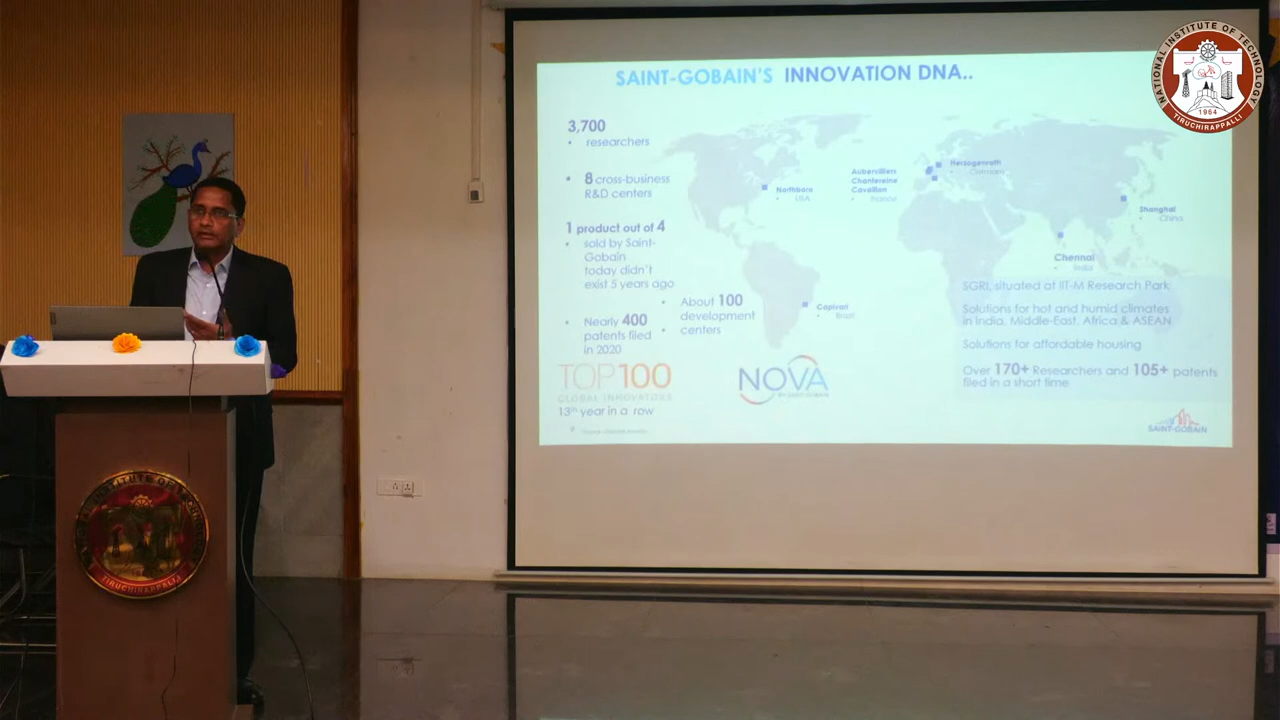 SAINT-GOBAIN'S INNOVATION DNA..
3,700
• researchers
• 8 cross-business
R&D centers
1 product out of 4
• sold by Saint-
Gobain
today didn't
exist 5 years ago
• Nearly 400
patents filed
in 2020
• About 100
development
• centers
TOP100
GLOBAL INNOVATORS
13th year in a row
NOVA
BY SAINT-GOBAIN
Northboro
• USA
Aubervilliers
Chantereine
Cavaillon
• France
Herzogenrath
• Germany
Shanghai
• China
Chennai
• India
Capivari
• Brazil
SGRI, situated at IIT-M Research Park
Solutions for hot and humid climates
in India, Middle-East, Africa & ASEAN
Solutions for affordable housing
Over 170+ Researchers and 105+ patents
filed in a short time
SAINT-GOBAIN
NATIONAL INSTITUTE OF TECHNOLOGY
1964
TIRUCHIRAPPALLI
TIRUCHIRAPPALLI